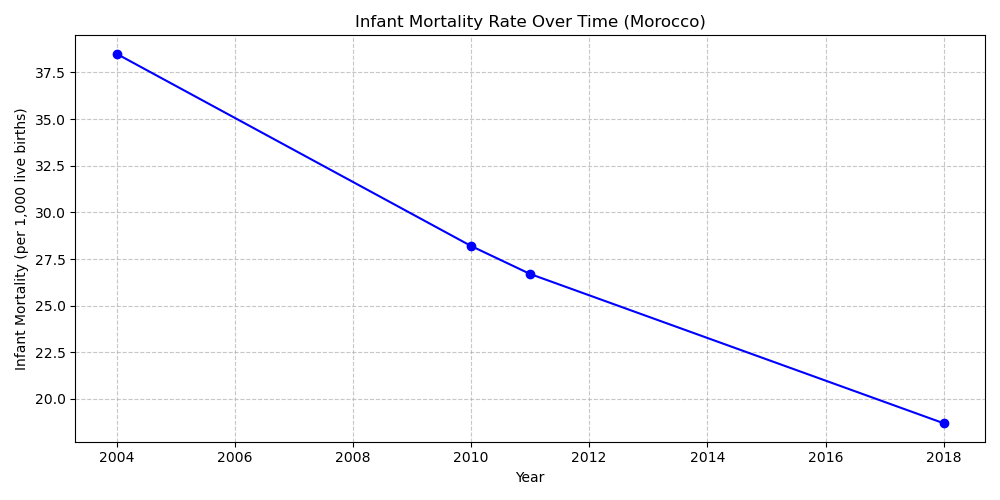 Infant Mortality Rate Over Time (Morocco)
Infant Mortality (per 1,000 live births)
37.5
35.0
32.5
30.0
27.5
25.0
22.5
20.0
2004 2006 2008 2010 2012 2014 2016 2018
Year